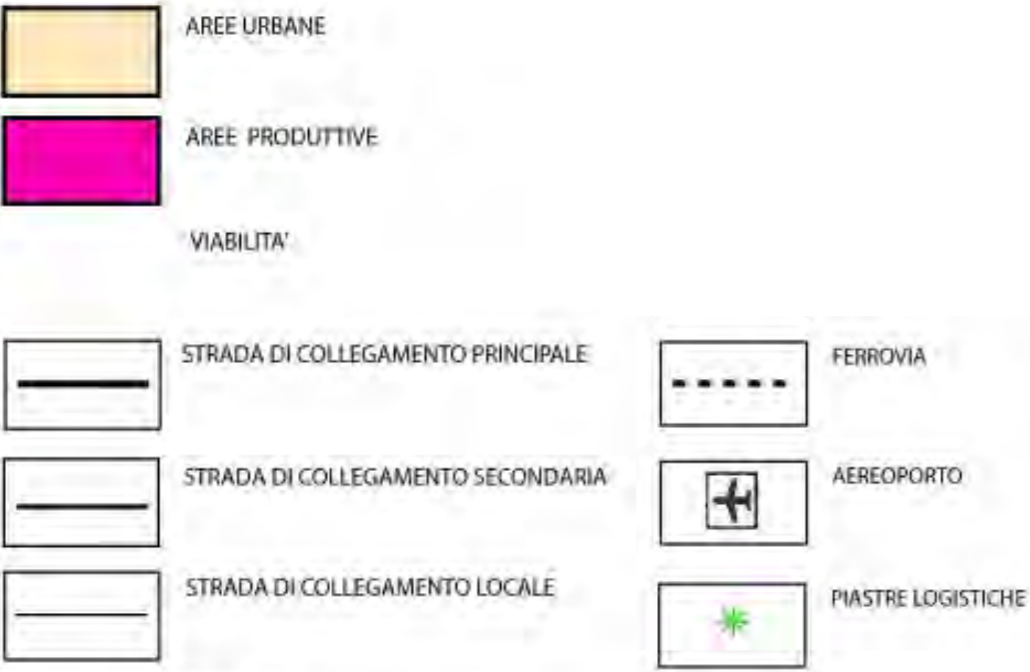 AREE URBANE
AREE PRODUTTIVE
VIABILITA'
STRADA DI COLLEGAMENTO PRINCIPALE
STRADA DI COLLEGAMENTO SECONDARIA
STRADA DI COLLEGAMENTO LOCALE
FERROVIA
AEREOPORTO
PIASTRE LOGISTICHE